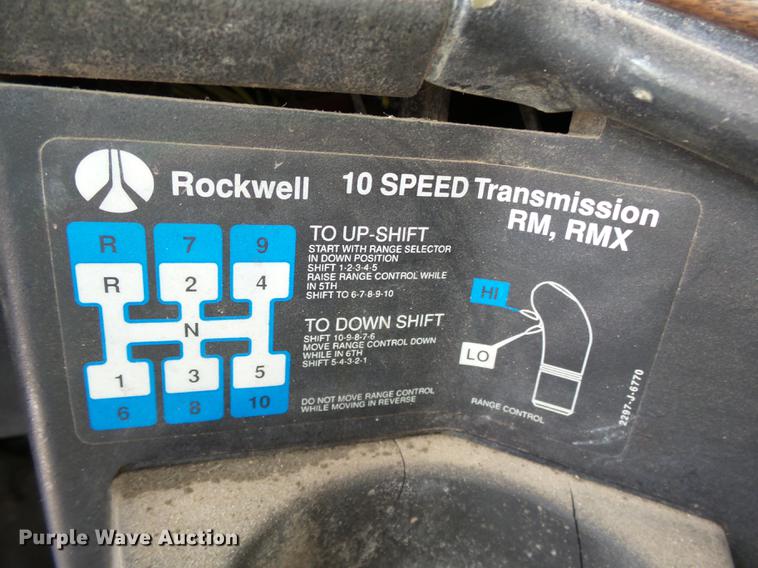 Rockwell 10 SPEED Transmission
RM, RMX
R 7 9
R 2 4
N
1 3 5
6 8 10
TO UP-SHIFT
START WITH RANGE SELECTOR
IN DOWN POSITION
SHIFT 1-2-3-4-5
RAISE RANGE CONTROL WHILE
IN 5TH
SHIFT TO 6-7-8-9-10
TO DOWN SHIFT
SHIFT 10-9-8-7-6
MOVE RANGE CONTROL DOWN
WHILE IN 6TH
SHIFT 5-4-3-2-1
DO NOT MOVE RANGE CONTROL
WHILE MOVING IN REVERSE
HI
LO
RANGE CONTROL
2297-J-6770
Purple Wave Auction